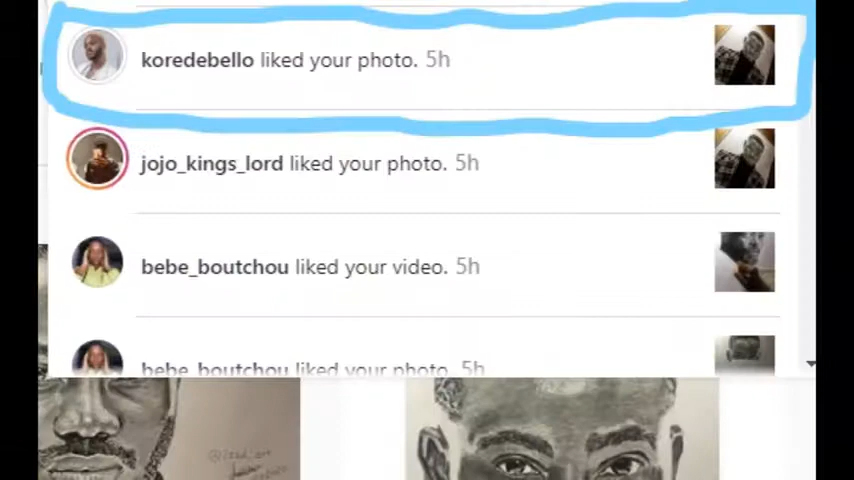 koredebello liked your photo. 5h
jojo_kings_lord liked your photo. 5h
bebe_boutchou liked your video. 5h
bebe_boutchou liked your photo. 5h